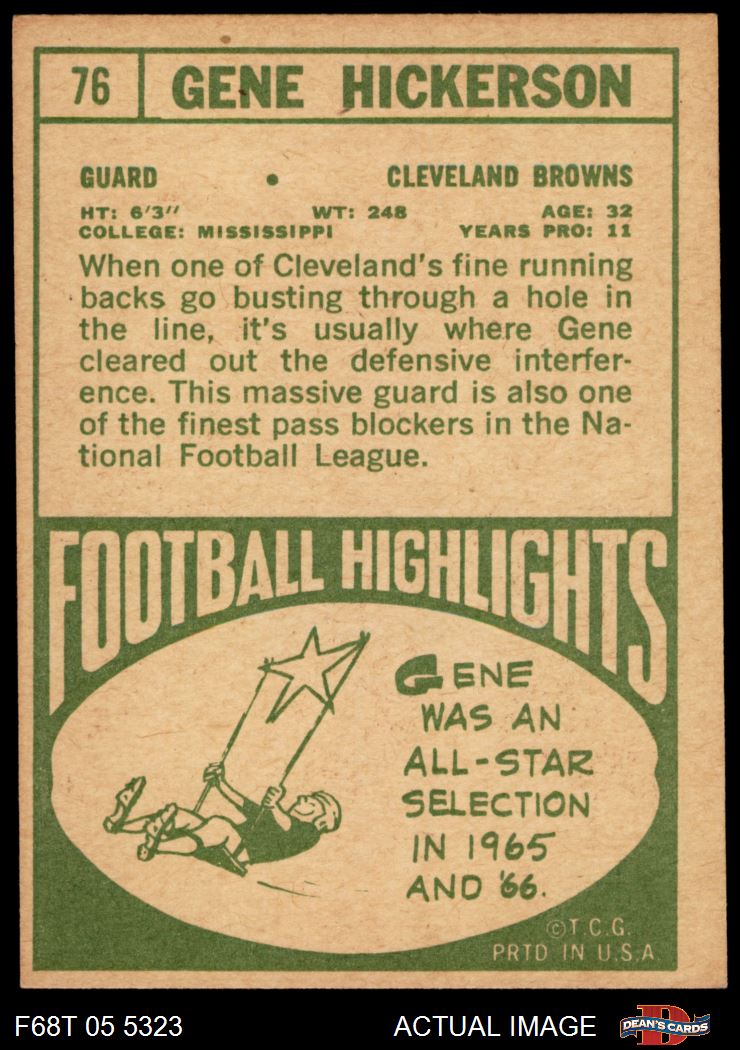 76 GENE HICKERSON
GUARD • CLEVELAND BROWNS
HT: 6'3" WT: 248 AGE: 32
COLLEGE: MISSISSIPPI YEARS PRO: 11
When one of Cleveland's fine running
backs go busting through a hole in
the line, it's usually where Gene
cleared out the defensive interfer-
ence. This massive guard is also one
of the finest pass blockers in the Na-
tional Football League.
FOOTBALL HIGHLIGHTS
GENE
WAS AN
ALL-STAR
SELECTION
IN 1965
AND '66.
©T.C.G.
PRTD IN U.S.A.
F68T 05 5323 ACTUAL IMAGE
D
DEAN'S CARDS